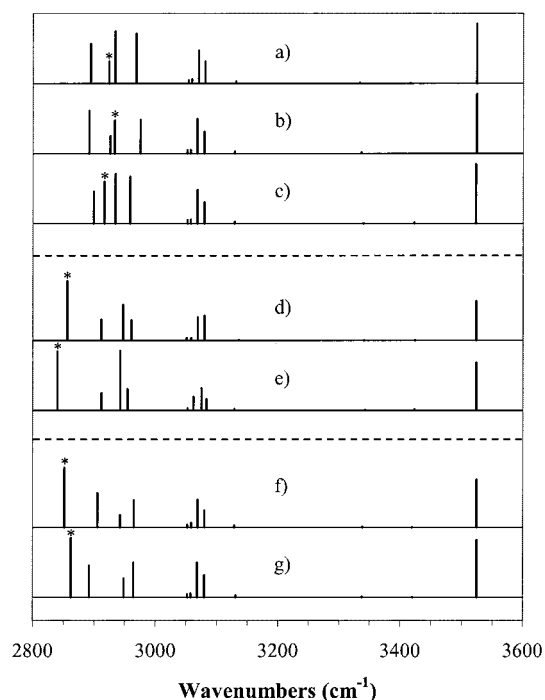 *
a)
*
b)
*
c)
*
d)
*
e)
*
f)
*
g)
2800 3000 3200 3400 3600
Wavenumbers (cm⁻¹)